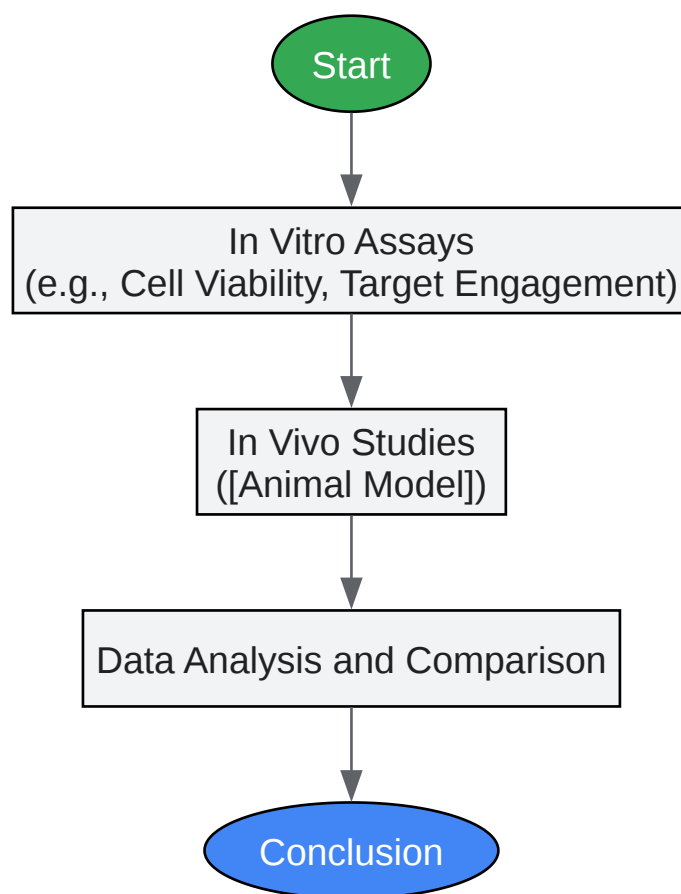 Start
In Vitro Assays
(e.g., Cell Viability, Target Engagement)
In Vivo Studies
([Animal Model])
Data Analysis and Comparison
Conclusion